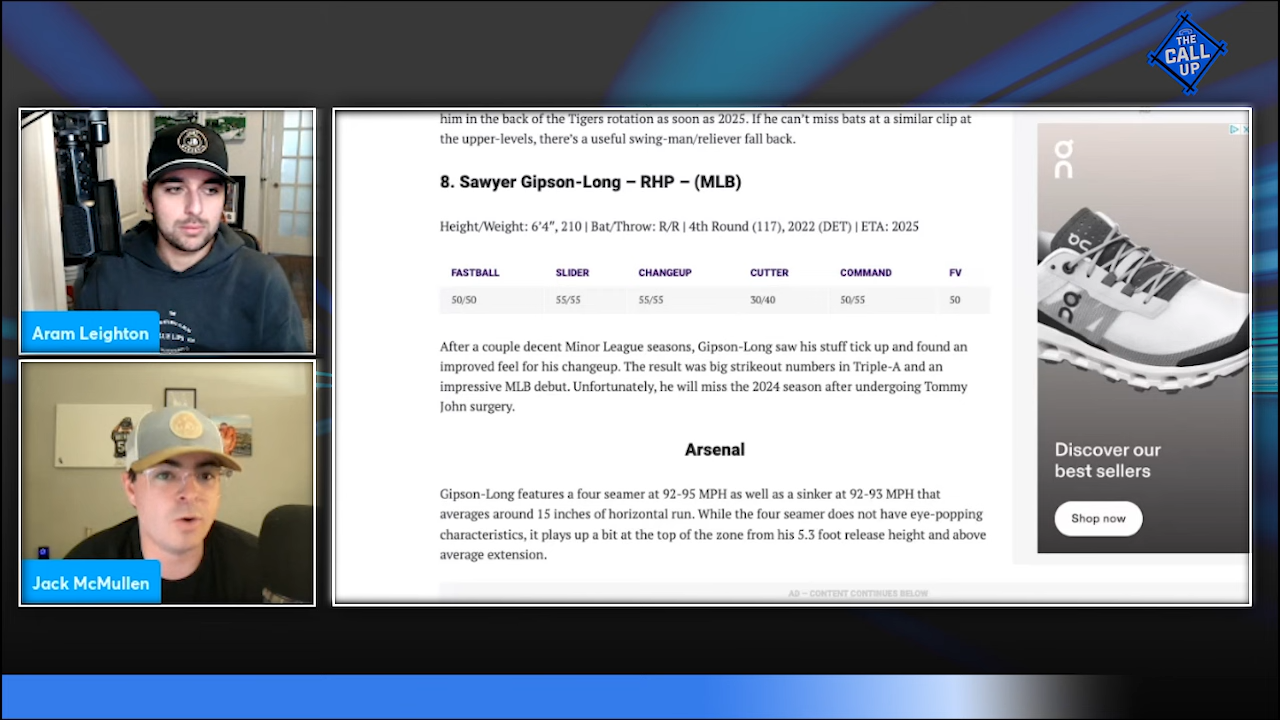 THE
CALL
UP
Aram Leighton
Jack McMullen
him in the back of the Tigers rotation as soon as 2025. If he can't miss bats at a similar clip at
the upper-levels, there's a useful swing-man/reliever fall back.
8. Sawyer Gipson-Long – RHP – (MLB)
Height/Weight: 6'4″, 210 | Bat/Throw: R/R | 4th Round (117), 2022 (DET) | ETA: 2025
FASTBALL SLIDER CHANGEUP CUTTER COMMAND FV
50/50 55/55 55/55 30/40 50/55 50
After a couple decent Minor League seasons, Gipson-Long saw his stuff tick up and found an
improved feel for his changeup. The result was big strikeout numbers in Triple-A and an
impressive MLB debut. Unfortunately, he will miss the 2024 season after undergoing Tommy
John surgery.
Arsenal
Gipson-Long features a four seamer at 92-95 MPH as well as a sinker at 92-93 MPH that
averages around 15 inches of horizontal run. While the four seamer does not have eye-popping
characteristics, it plays up a bit at the top of the zone from his 5.3 foot release height and above
average extension.
AD – CONTENT CONTINUES BELOW
on
Discover our
best sellers
Shop now